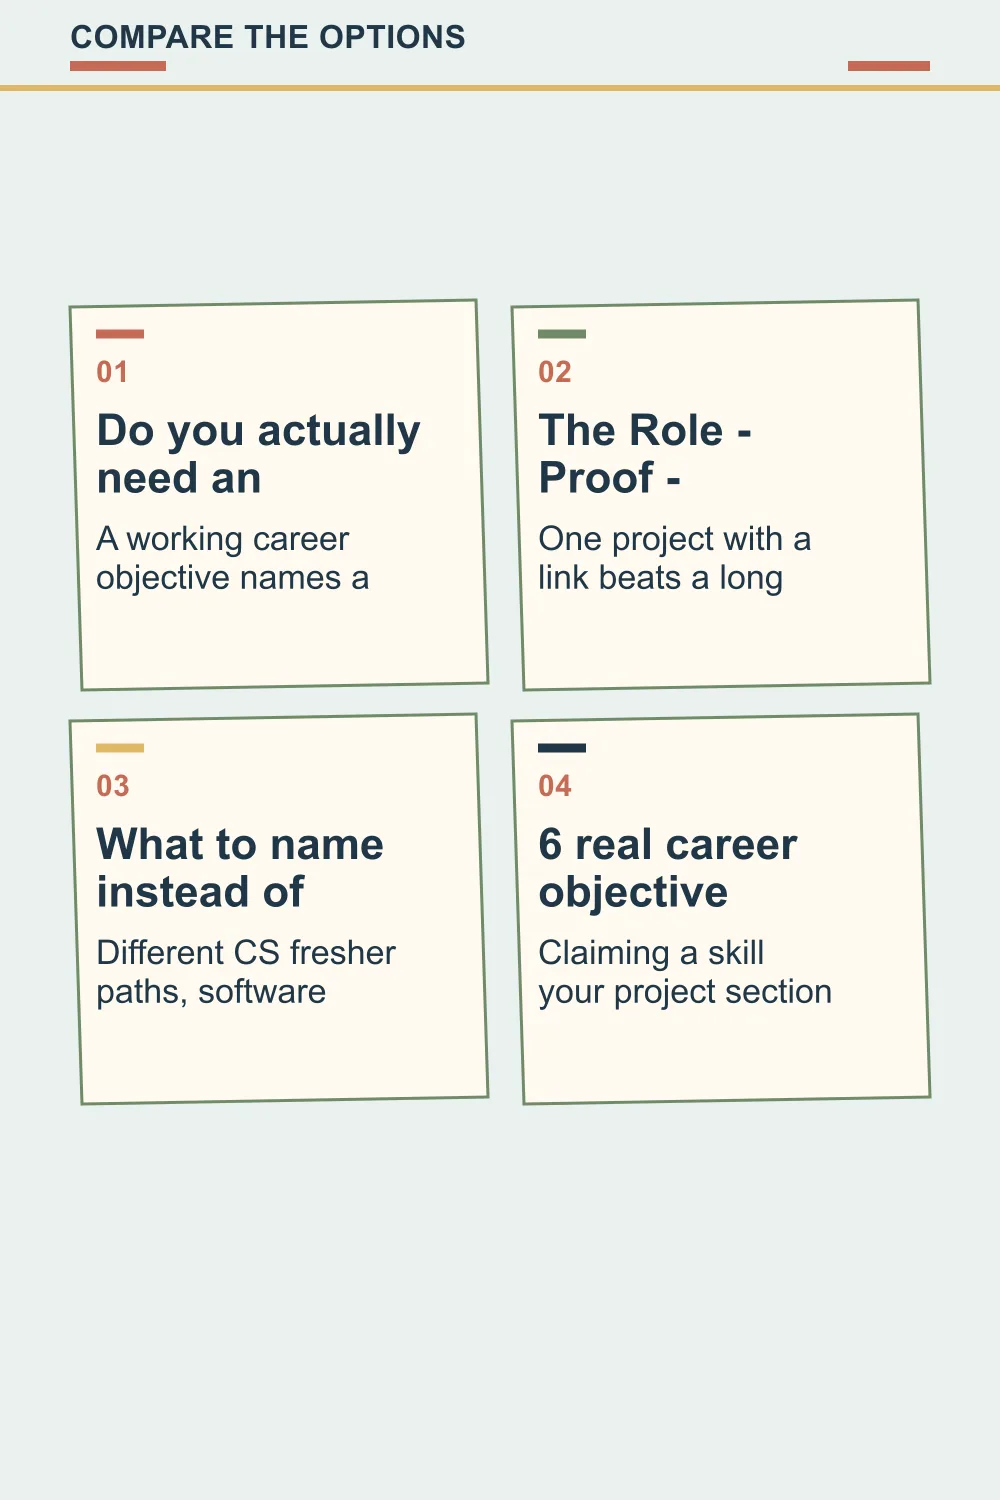 COMPARE THE OPTIONS
01
Do you actually
need an
A working career
objective names a
02
The Role -
Proof -
One project with a
link beats a long
03
What to name
instead of
Different CS fresher
paths, software
04
6 real career
objective
Claiming a skill
your project section